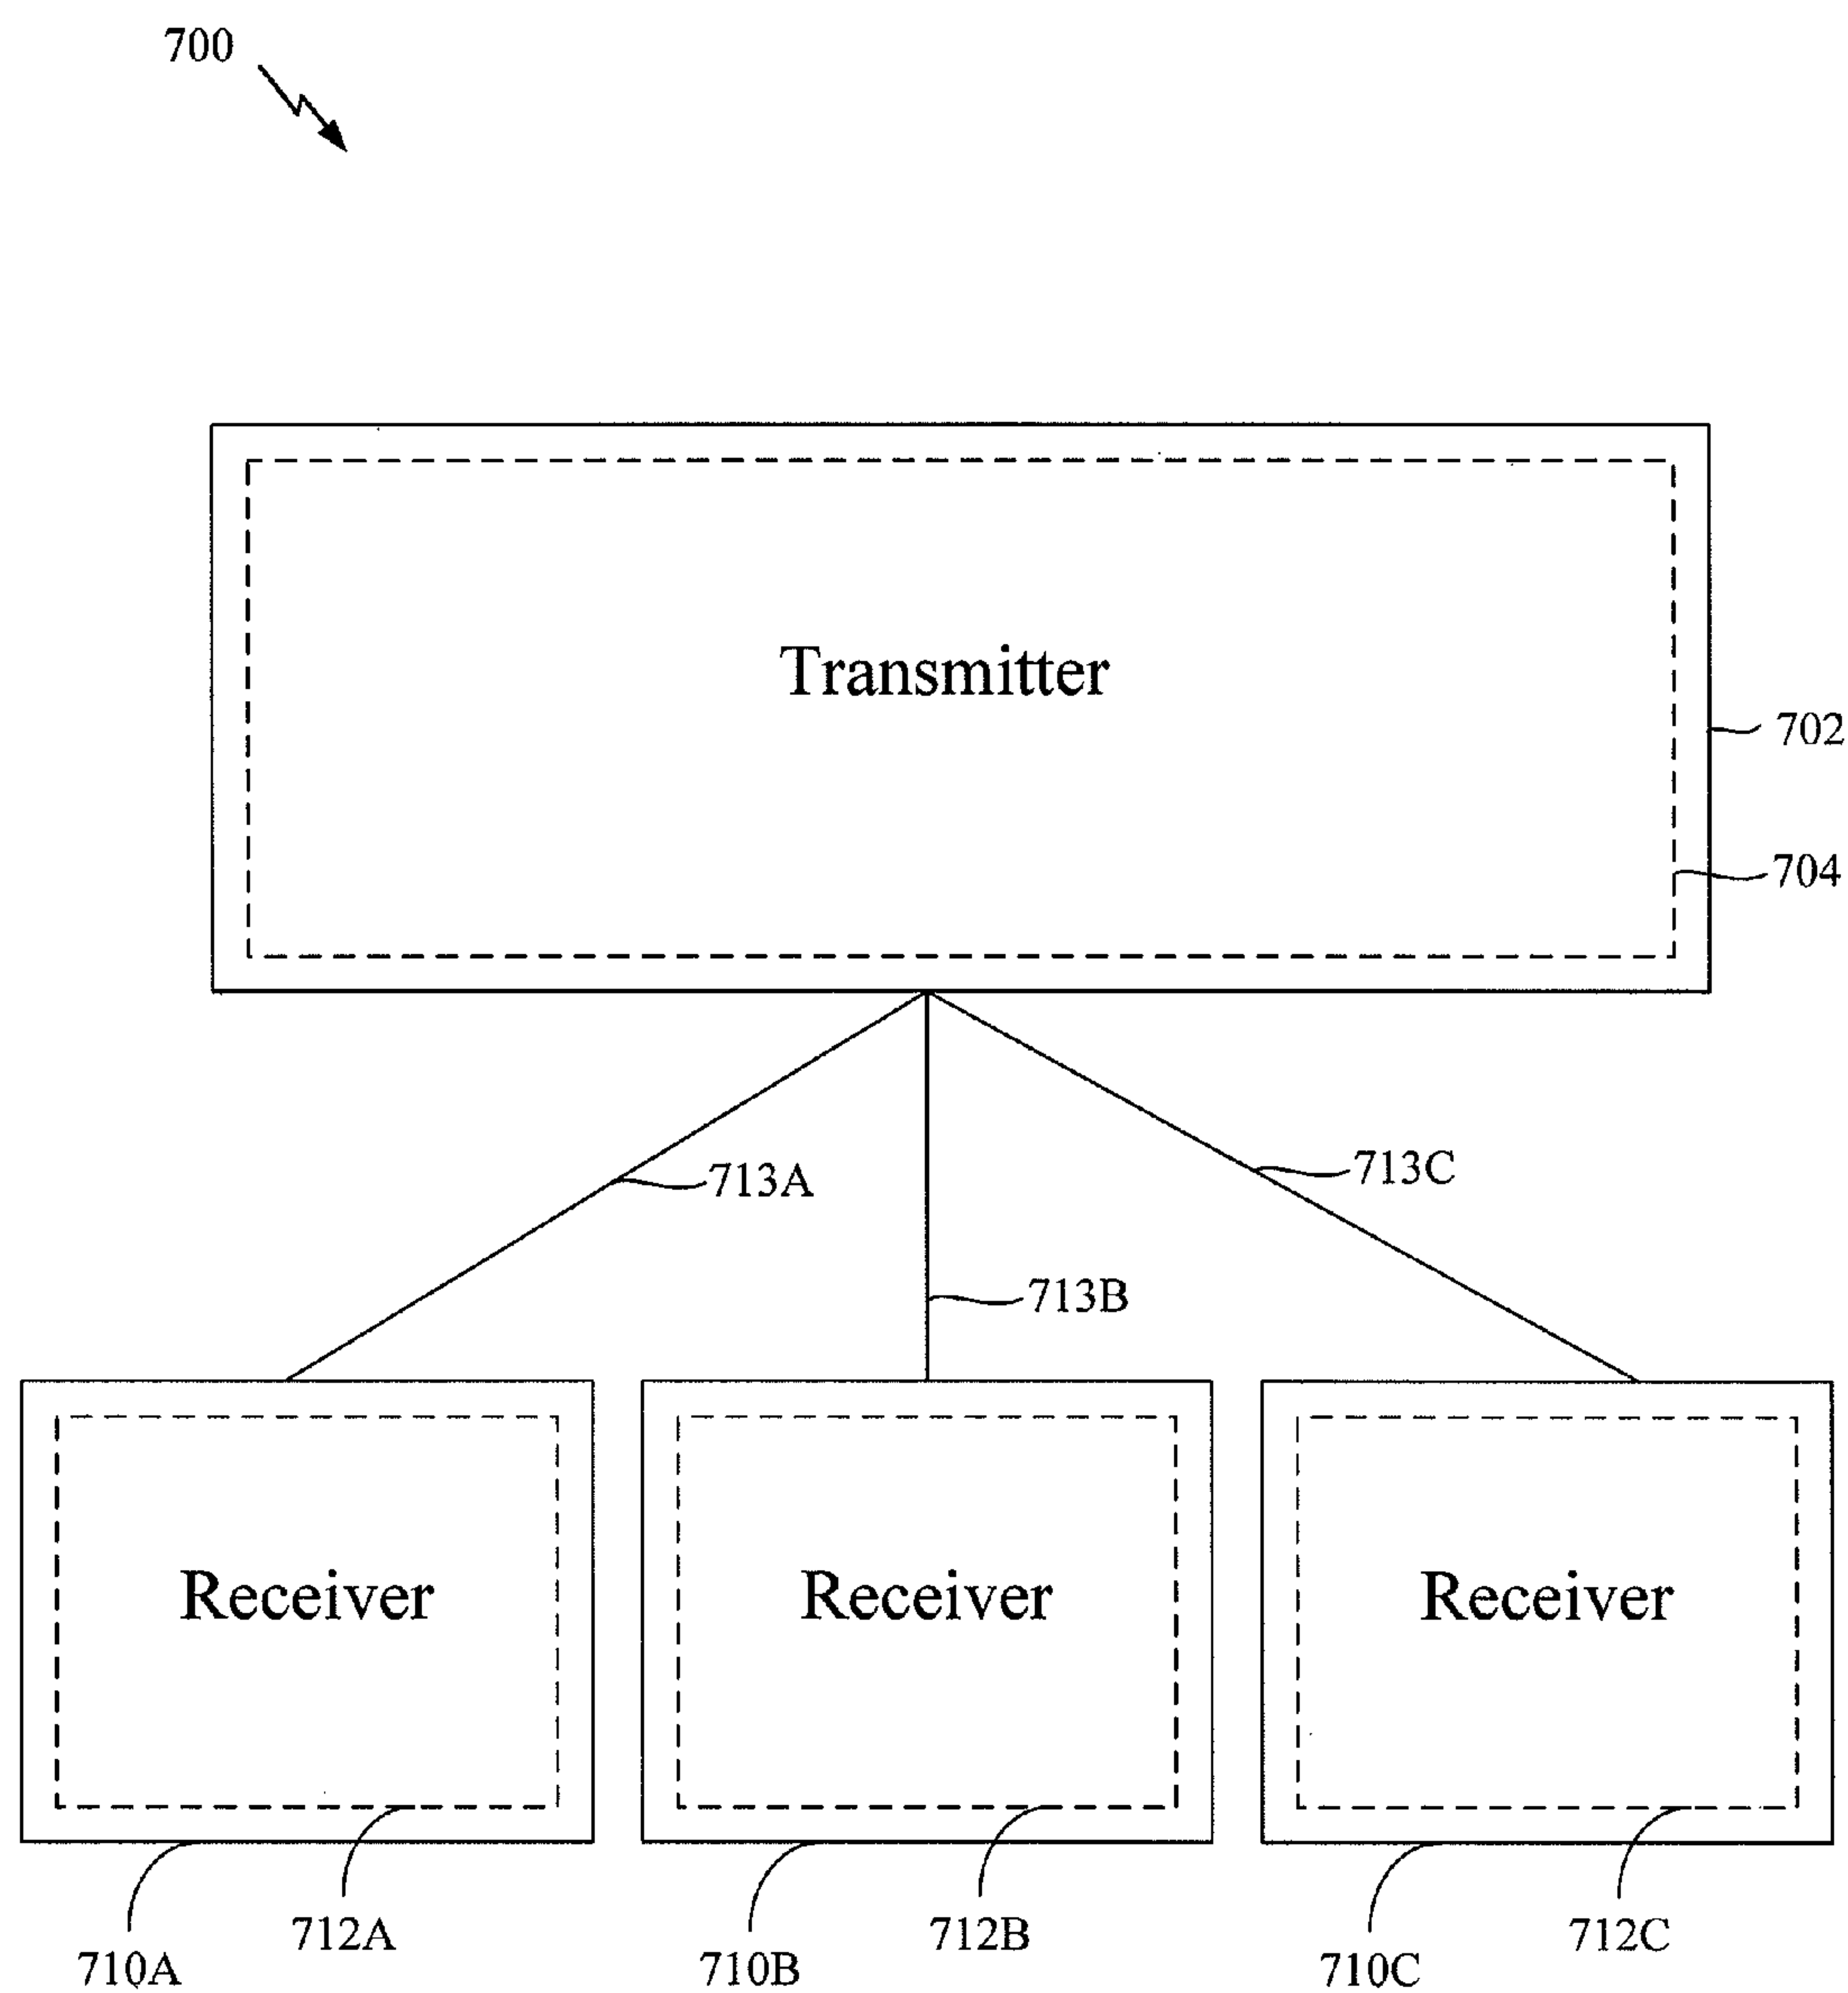 700
Transmitter
702
704
713A
713C
713B
Receiver
Receiver
Receiver
712A
712B
712C
710A
710B
710C